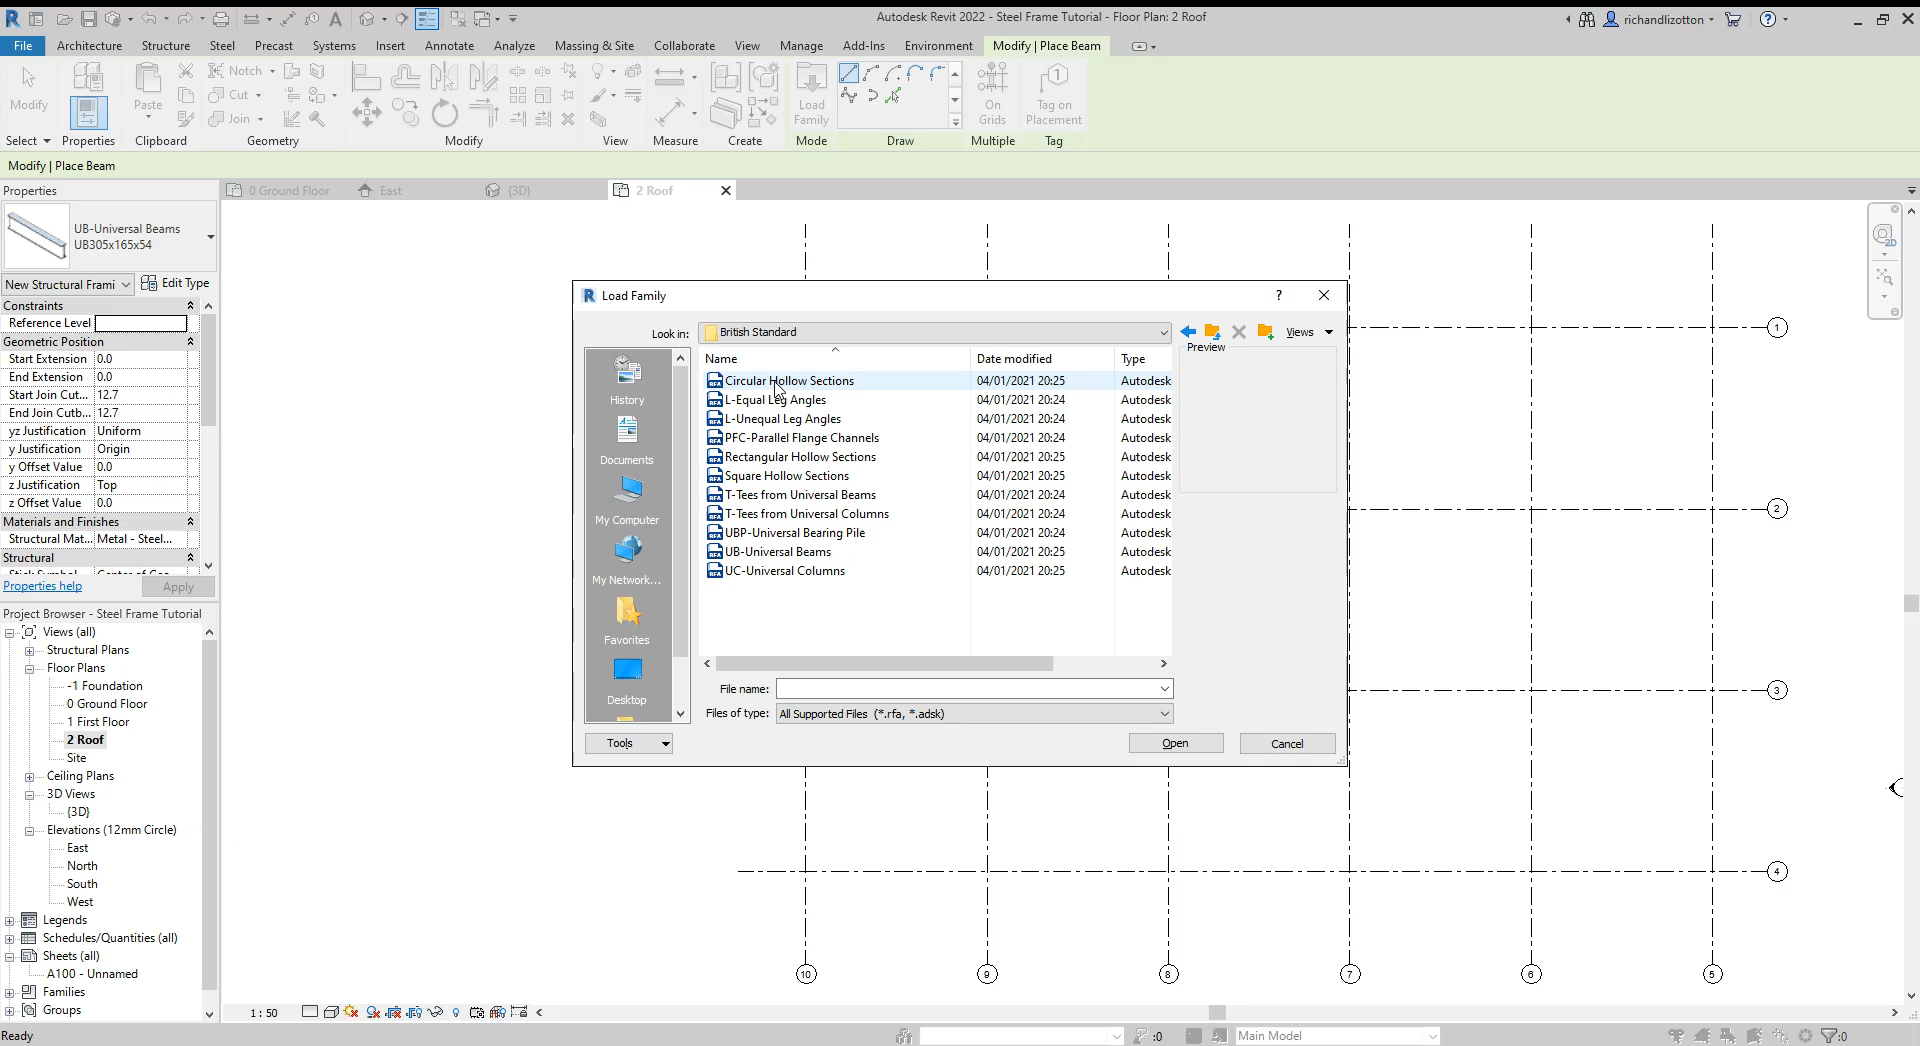 Autodesk Revit 2022 - Steel Frame Tutorial - Floor Plan: 2 Roof
richandlizotton
File Architecture Structure Steel Precast Systems Insert Annotate Analyze Massing & Site Collaborate View Manage Add-Ins Environment Modify | Place Beam
Modify
Paste
Notch
Cut
Join
Load Family
On Grids
Tag on Placement
Select Properties Clipboard Geometry Modify View Measure Create Mode Draw Multiple Tag
Modify | Place Beam
Properties
0 Ground Floor East {3D} 2 Roof
UB-Universal Beams
UB305x165x54
New Structural Frami Edit Type
Constraints
Reference Level
Geometric Position
Start Extension 0.0
End Extension 0.0
Start Join Cut... 12.7
End Join Cutb... 12.7
yz Justification Uniform
y Justification Origin
y Offset Value 0.0
z Justification Top
z Offset Value 0.0
Materials and Finishes
Structural Mat... Metal - Steel...
Structural
Properties help Apply
Project Browser - Steel Frame Tutorial
Views (all)
Structural Plans
Floor Plans
-1 Foundation
0 Ground Floor
1 First Floor
2 Roof
Site
Ceiling Plans
3D Views
{3D}
Elevations (12mm Circle)
East
North
South
West
Legends
Schedules/Quantities (all)
Sheets (all)
A100 - Unnamed
Families
Groups
Load Family ?
Look in: British Standard Views
Preview
History
Documents
My Computer
My Network...
Favorites
Desktop
Name Date modified Type
Circular Hollow Sections 04/01/2021 20:25 Autodesk
L-Equal Leg Angles 04/01/2021 20:24 Autodesk
L-Unequal Leg Angles 04/01/2021 20:24 Autodesk
PFC-Parallel Flange Channels 04/01/2021 20:24 Autodesk
Rectangular Hollow Sections 04/01/2021 20:25 Autodesk
Square Hollow Sections 04/01/2021 20:25 Autodesk
T-Tees from Universal Beams 04/01/2021 20:24 Autodesk
T-Tees from Universal Columns 04/01/2021 20:24 Autodesk
UBP-Universal Bearing Pile 04/01/2021 20:24 Autodesk
UB-Universal Beams 04/01/2021 20:25 Autodesk
UC-Universal Columns 04/01/2021 20:25 Autodesk
File name:
Files of type: All Supported Files (*.rfa, *.adsk)
Tools Open Cancel
1
2
3
4
10 9 8 7 6 5
2D
1 : 50
Ready
:0
Main Model
:0